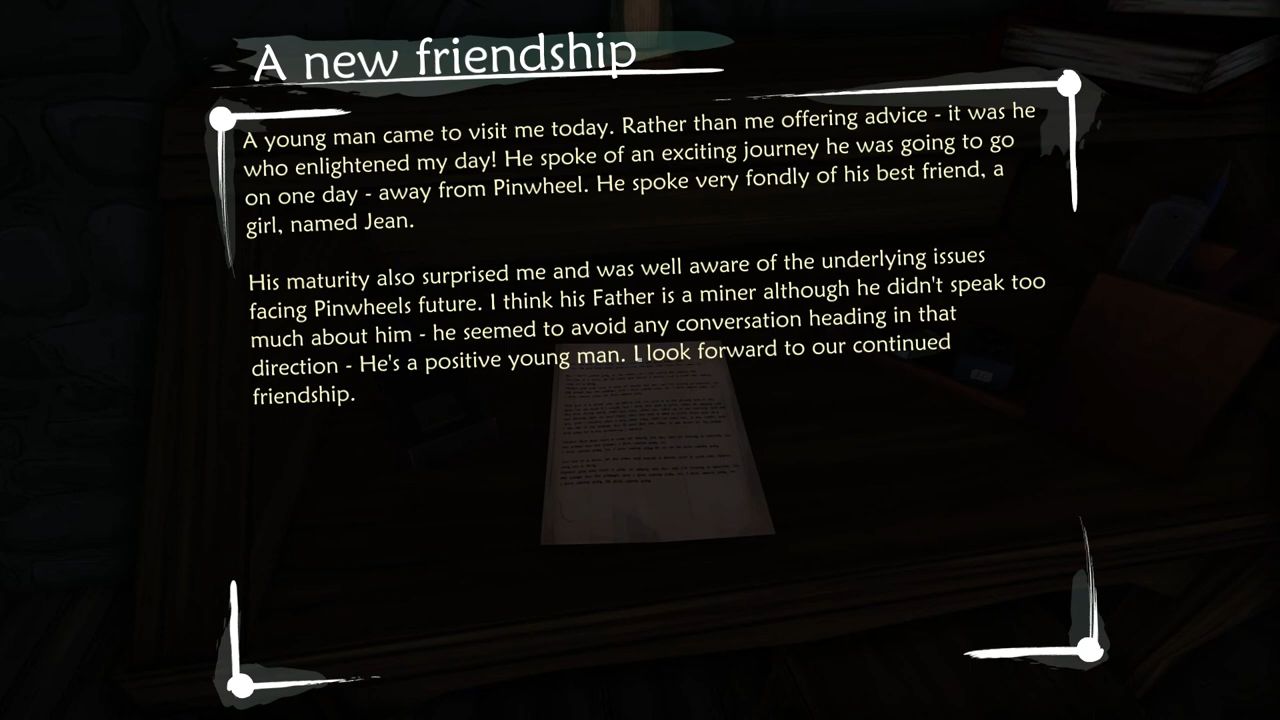 A new friendship
A young man came to visit me today. Rather than me offering advice - it was he
who enlightened my day! He spoke of an exciting journey he was going to go
on one day - away from Pinwheel. He spoke very fondly of his best friend, a
girl, named Jean.
His maturity also surprised me and was well aware of the underlying issues
facing Pinwheels future. I think his Father is a miner although he didn't speak too
much about him - he seemed to avoid any conversation heading in that
direction - He's a positive young man. I look forward to our continued
friendship.